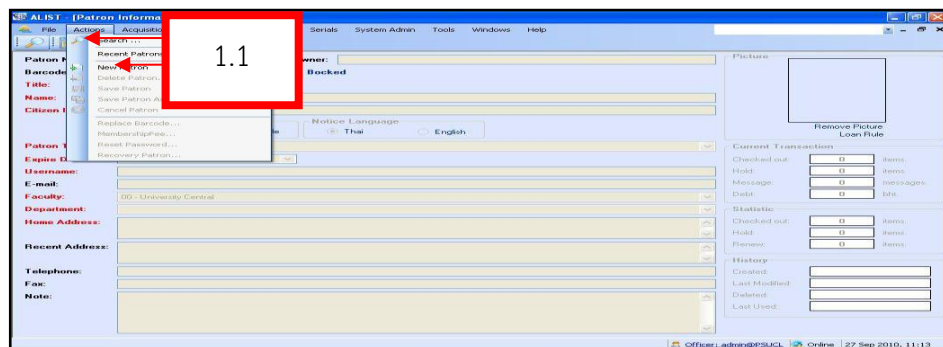 ALIST - [Patron Informa
File Actions Acquisitio Serials System Admin Tools Windows Help
1.1
Search ...
Recent Patrons
New Patron
Delete Patron...
Save Patron
Save Patron A
Cancel Patron
Replace Barcode...
MembershipFee...
Reset Password...
Recovery Patron...
Patron N wner:
Barcode Bocked
Title:
Name:
Citizen I
Notice Language
Thai English
Patron T
Expire D
Username:
E-mail:
Faculty: 00 - University Central
Department:
Home Address:
Recent Address:
Telephone:
Fax:
Note:
Picture
Remove Picture
Loan Rule
Current Transaction
Checked out: 0 items.
Hold: 0 items.
Message: 0 messages.
Debt: 0 bht.
Statistic
Checked out: 0 items.
Hold: 0 items.
Renew: 0 items.
History
Created:
Last Modified:
Deleted:
Last Used:
Officer: admin@PSUCL Online 27 Sep 2010, 11:13